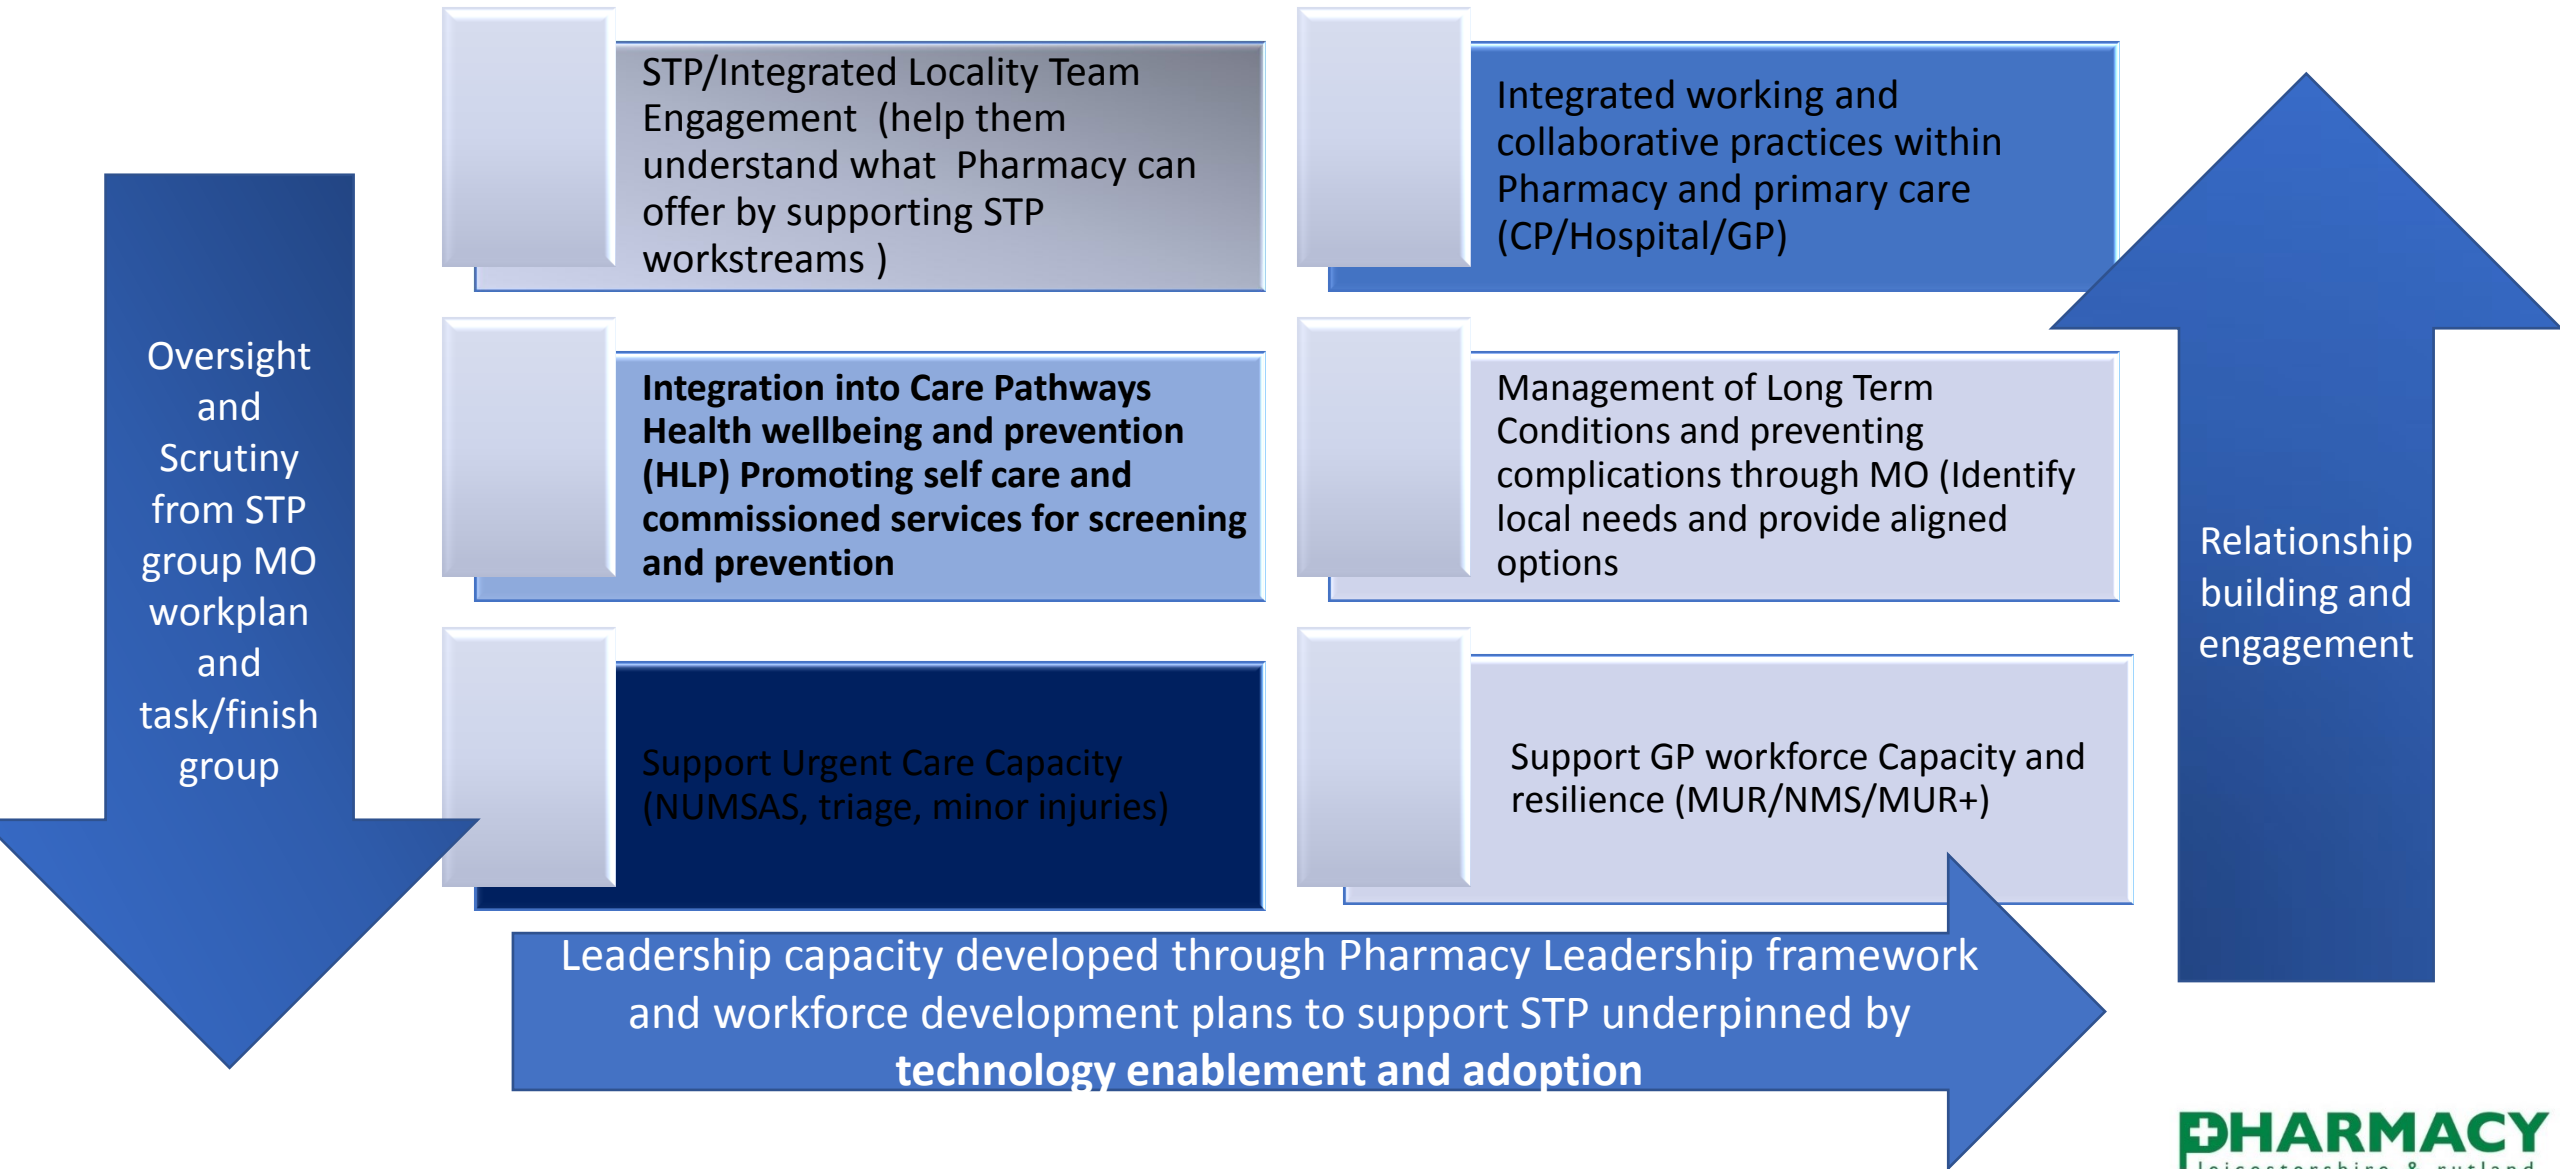 Oversight
and
Scrutiny
from STP
group MO
workplan
and
task/finish
group
STP/Integrated Locality Team
Engagement (help them
understand what Pharmacy can
offer by supporting STP
workstreams )
Integrated working and
collaborative practices within
Pharmacy and primary care
(CP/Hospital/GP)
Integration into Care Pathways
Health wellbeing and prevention
(HLP) Promoting self care and
commissioned services for screening
and prevention
Management of Long Term
Conditions and preventing
complications through MO (Identify
local needs and provide aligned
options
Support Urgent Care Capacity
(NUMSAS, triage, minor injuries)
Support GP workforce Capacity and
resilience (MUR/NMS/MUR+)
Relationship
building and
engagement
Leadership capacity developed through Pharmacy Leadership framework
and workforce development plans to support STP underpinned by
technology enablement and adoption
PHARMACY
leicestershire & rutland